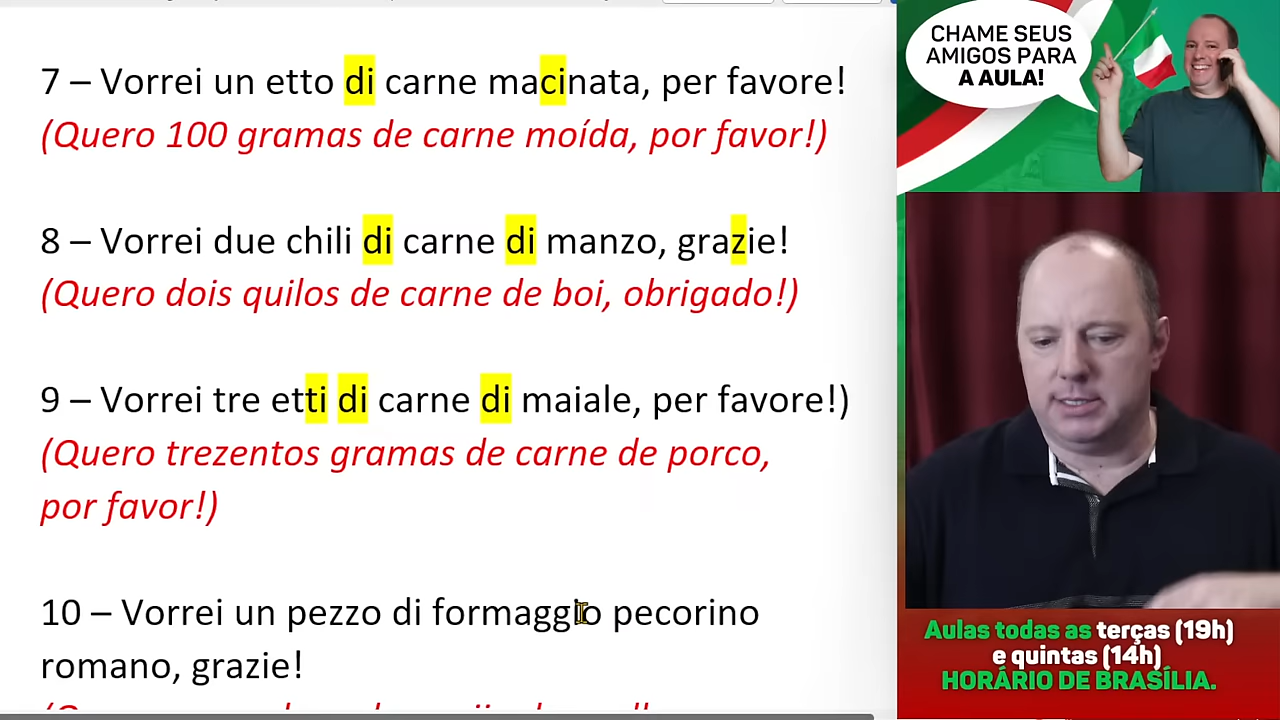 7 – Vorrei un etto di carne macinata, per favore!
(Quero 100 gramas de carne moída, por favor!)
8 – Vorrei due chili di carne di manzo, grazie!
(Quero dois quilos de carne de boi, obrigado!)
9 – Vorrei tre etti di carne di maiale, per favore!)
(Quero trezentos gramas de carne de porco,
por favor!)
10 – Vorrei un pezzo di formaggio pecorino
romano, grazie!
CHAME SEUS
AMIGOS PARA
A AULA!
Aulas todas as terças (19h)
e quintas (14h)
HORÁRIO DE BRASÍLIA.